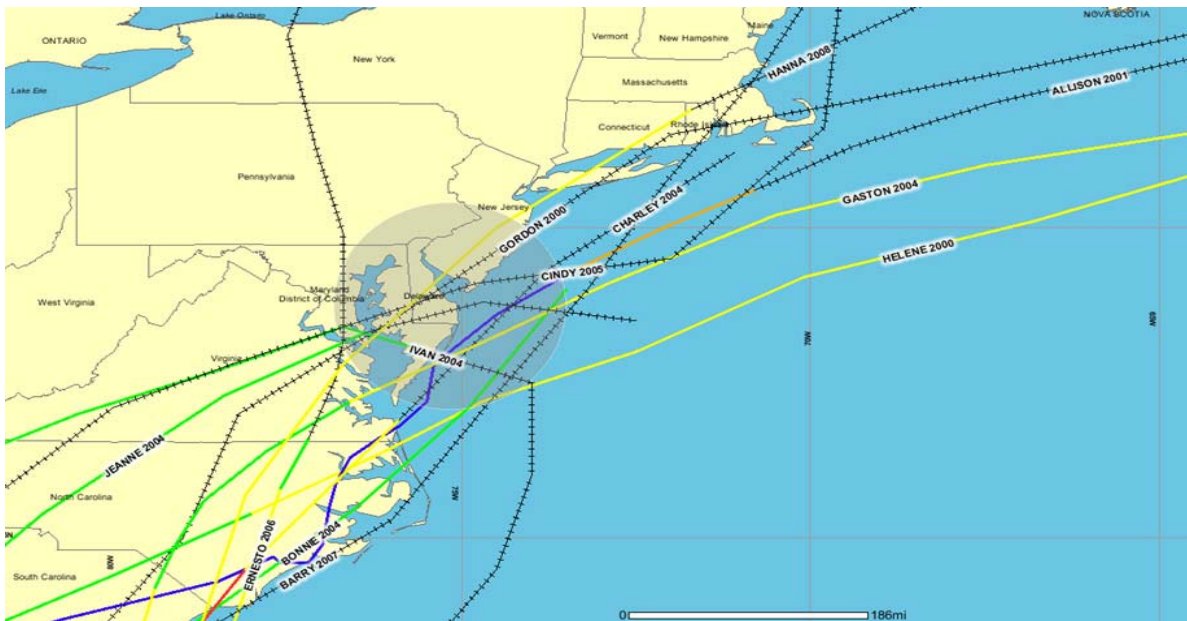 Lake Ontario
NOVA SCOTIA
Maine
Vermont
New Hampshire
ONTARIO
New York
HANNA 2008
Massachusetts
Lake Erie
ALLISON 2001
Connecticut
Rhode Island
Pennsylvania
GASTON 2004
CHARLEY 2004
New Jersey
GORDON 2000
HELENE 2000
CINDY 2005
Maryland
Delaware
District of Columbia
West Virginia
65W
70W
IVAN 2004
Virginia
JEANNE 2004
North Carolina
75W
BONNIE 2004
80W
South Carolina
ERNESTO 2006
BARRY 2007
0
186mi